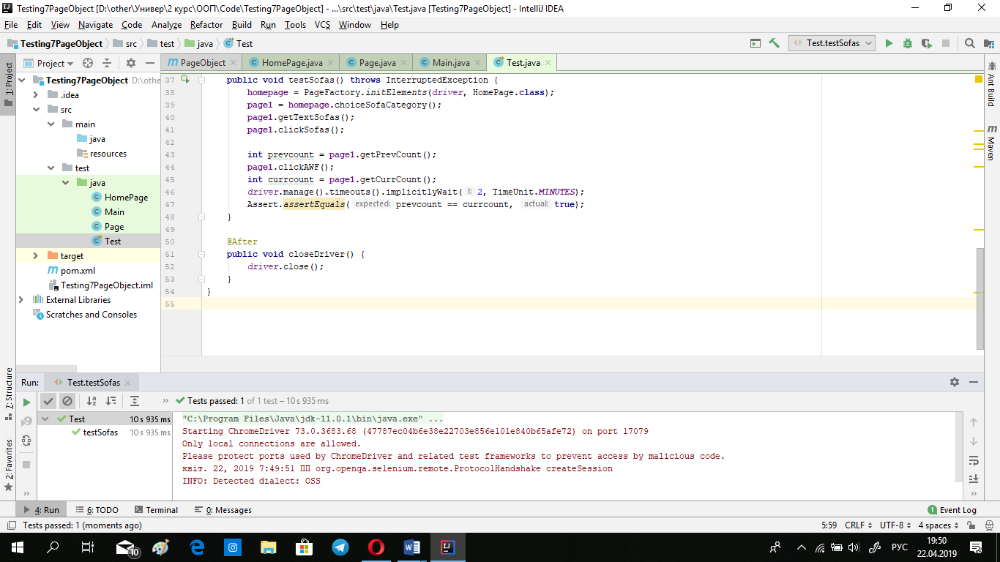 Testing7PageObject [D:\other\Универ\2 курс\ООП\Code\Testing7PageObject] - ...\src\test\java\Test.java [Testing7PageObject] - IntelliJ IDEA
File Edit View Navigate Code Analyze Refactor Build Run Tools VCS Window Help
Testing7PageObject src test java Test Test.testSofas
1: Project
Project
PageObject HomePage.java Page.java Main.java Test.java
Testing7PageObject D:\othe
.idea
src
main
java
resources
test
java
HomePage
Main
Page
Test
target
pom.xml
Testing7PageObject.iml
External Libraries
Scratches and Consoles
37 public void testSofas() throws InterruptedException {
38 homepage = PageFactory.initElements(driver, HomePage.class);
39 page1 = homepage.choiceSofaCategory();
40 page1.getTextSofas();
41 page1.clickSofas();
42
43 int prevcount = page1.getPrevCount();
44 page1.clickAWF();
45 int currcount = page1.getCurrCount();
46 driver.manage().timeouts().implicitlyWait( l: 2, TimeUnit.MINUTES);
47 Assert.assertEquals( expected: prevcount == currcount, actual: true);
48 }
49
50 @After
51 public void closeDriver() {
52 driver.close();
53 }
54 }
55
Ant Build
m Maven
7: Structure
2: Favorites
Run: Test.testSofas
Tests passed: 1 of 1 test – 10 s 935 ms
Test 10 s 935 ms
testSofas 10 s 935 ms
"C:\Program Files\Java\jdk-11.0.1\bin\java.exe" ...
Starting ChromeDriver 73.0.3683.68 (47787ec04b6e38e22703e856e101e840b65afe72) on port 17079
Only local connections are allowed.
Please protect ports used by ChromeDriver and related test frameworks to prevent access by malicious code.
квіт. 22, 2019 7:49:51 ПП org.openqa.selenium.remote.ProtocolHandshake createSession
INFO: Detected dialect: OSS
4: Run 6: TODO Terminal 0: Messages 1 Event Log
Tests passed: 1 (moments ago) 5:59 CRLF UTF-8 4 spaces
10 РУС 19:50
22.04.2019